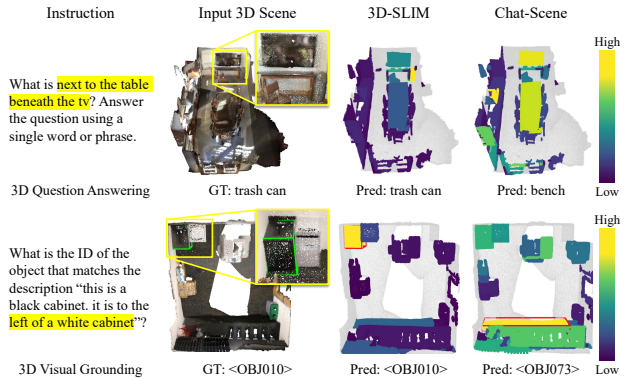 Instruction
Input 3D Scene
3D-SLIM
Chat-Scene
What is next to the table
beneath the tv? Answer
the question using a
single word or phrase.
High
Low
3D Question Answering
GT: trash can
Pred: trash can
Pred: bench
What is the ID of the
object that matches the
description “this is a
black cabinet. it is to the
left of a white cabinet”?
High
Low
3D Visual Grounding
GT: <OBJ010>
Pred: <OBJ010>
Pred: <OBJ073>